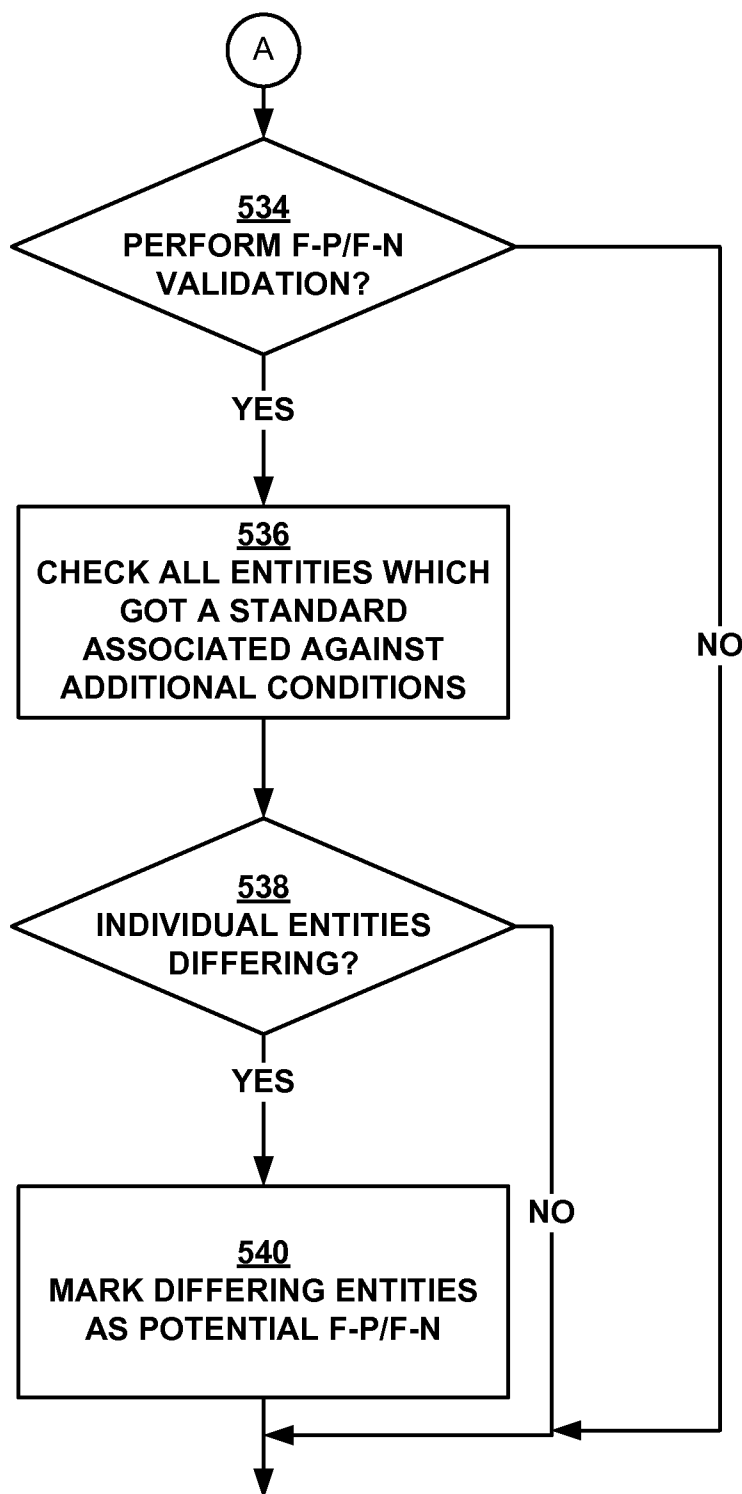 A
534
PERFORM F-P/F-N
VALIDATION?
YES
536
CHECK ALL ENTITIES WHICH
GOT A STANDARD
ASSOCIATED AGAINST
ADDITIONAL CONDITIONS
NO
538
INDIVIDUAL ENTITIES
DIFFERING?
YES
NO
540
MARK DIFFERING ENTITIES
AS POTENTIAL F-P/F-N